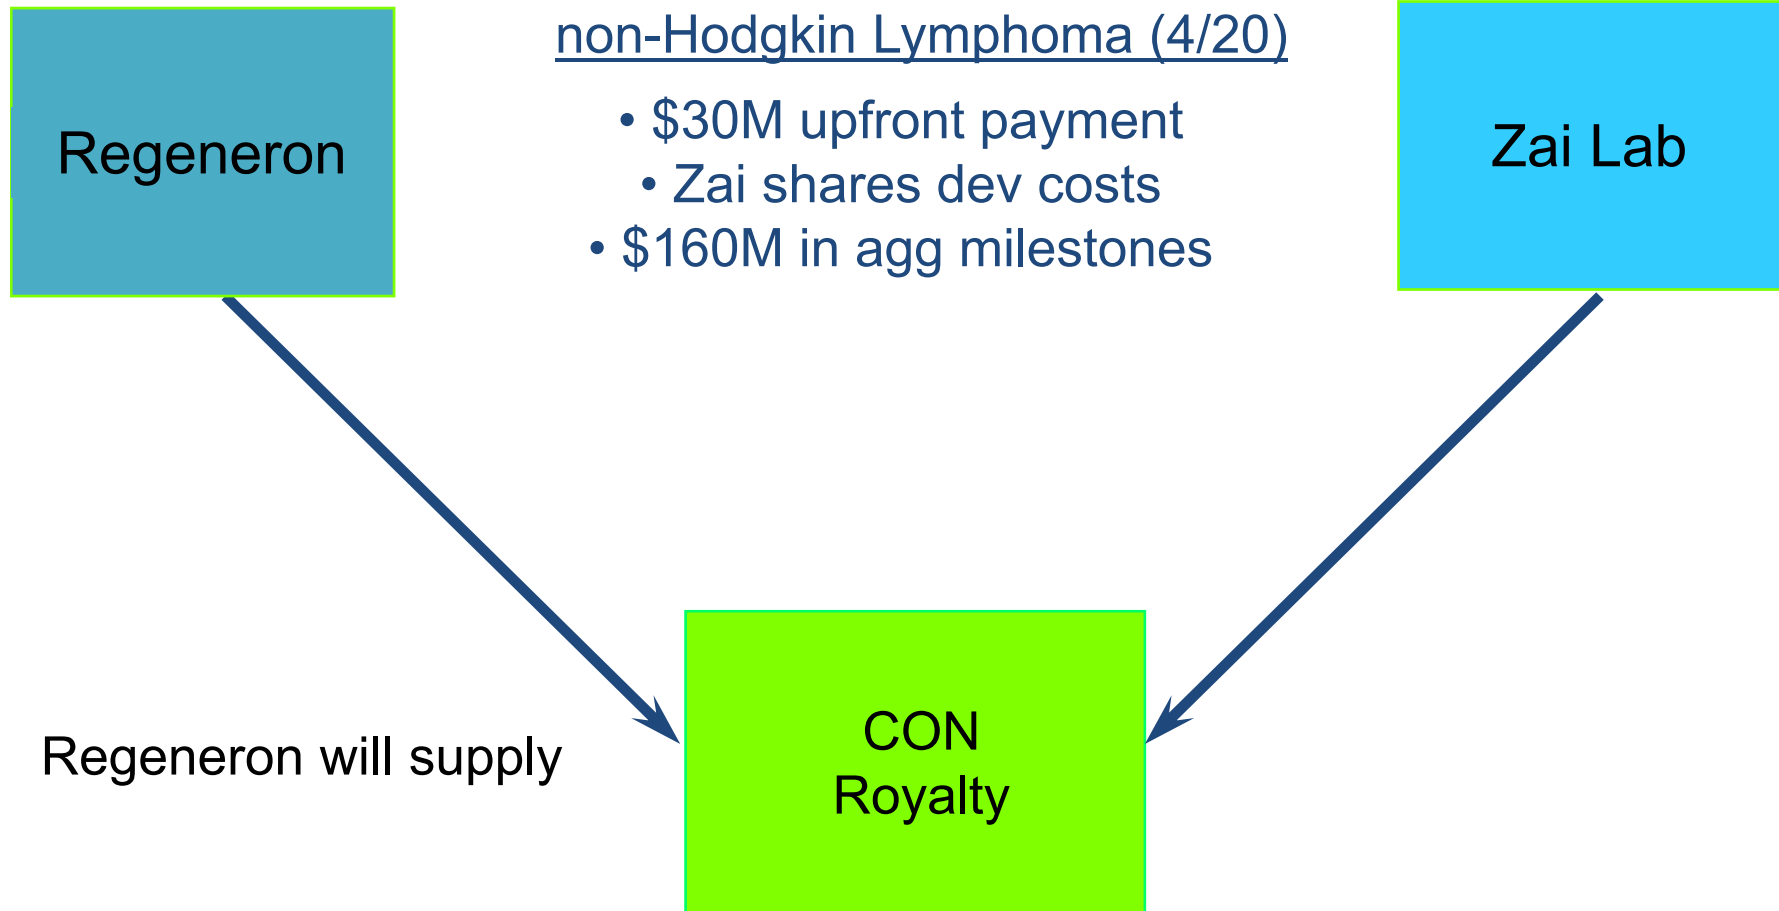 non-Hodgkin Lymphoma (4/20)
Regeneron
• $30M upfront payment
• Zai shares dev costs
• $160M in agg milestones
Zai Lab
Regeneron will supply
CON
Royalty